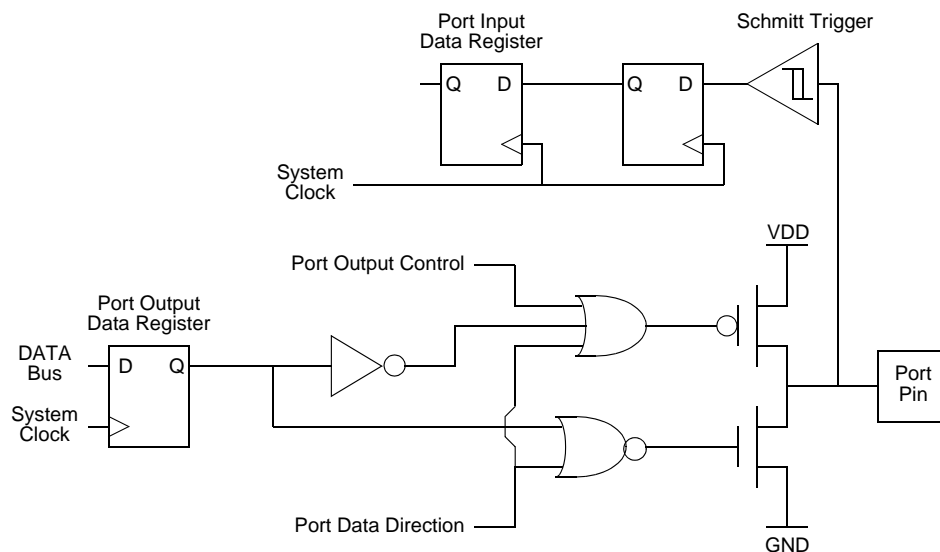 Port Input
Data Register
Schmitt Trigger
Q D
Q D
System
Clock
VDD
Port Output Control
Port Output
Data Register
DATA
Bus
D Q
System
Clock
Port
Pin
Port Data Direction
GND